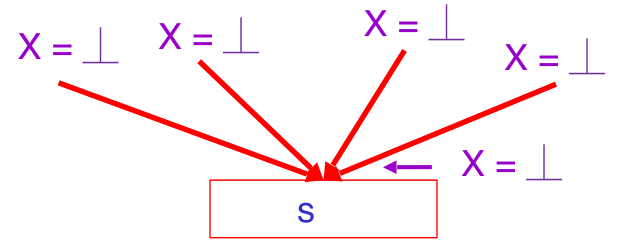 X = ⊥
X = ⊥
X = ⊥
X = ⊥
X = ⊥
s